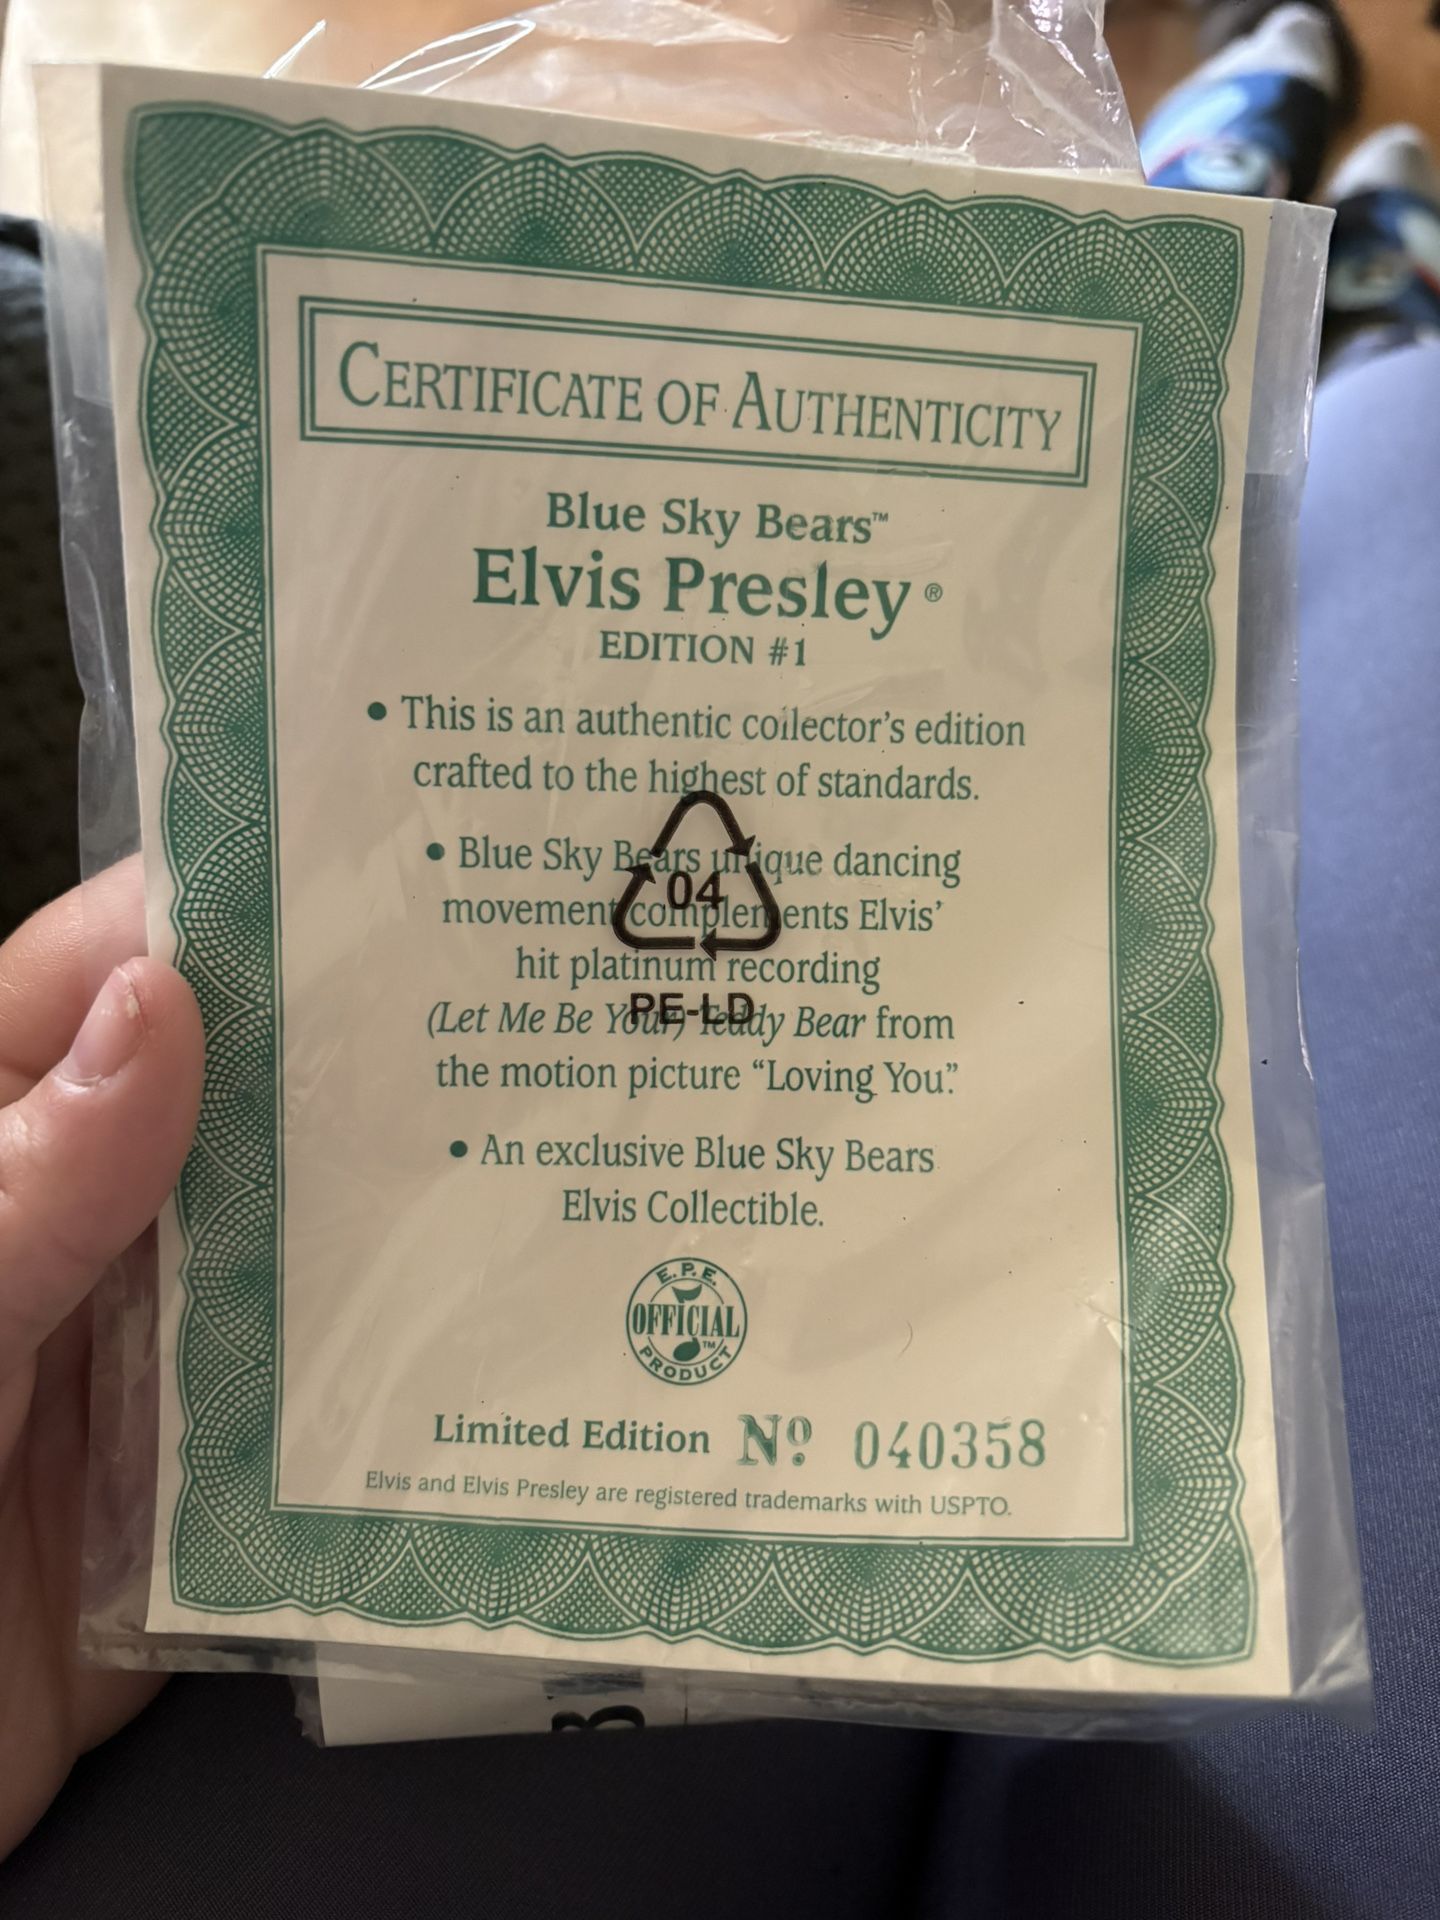 CERTIFICATE OF AUTHENTICITY
Blue Sky Bears™
Elvis Presley®
EDITION #1
• This is an authentic collector's edition
crafted to the highest of standards.
• Blue Sky Bears unique dancing
movement complements Elvis'
hit platinum recording
(Let Me Be Your) Teddy Bear from
the motion picture “Loving You.”
• An exclusive Blue Sky Bears
Elvis Collectible.
04
PE-LD
E.P.E.
OFFICIAL™
PRODUCT
Limited Edition Nº 040358
Elvis and Elvis Presley are registered trademarks with USPTO.